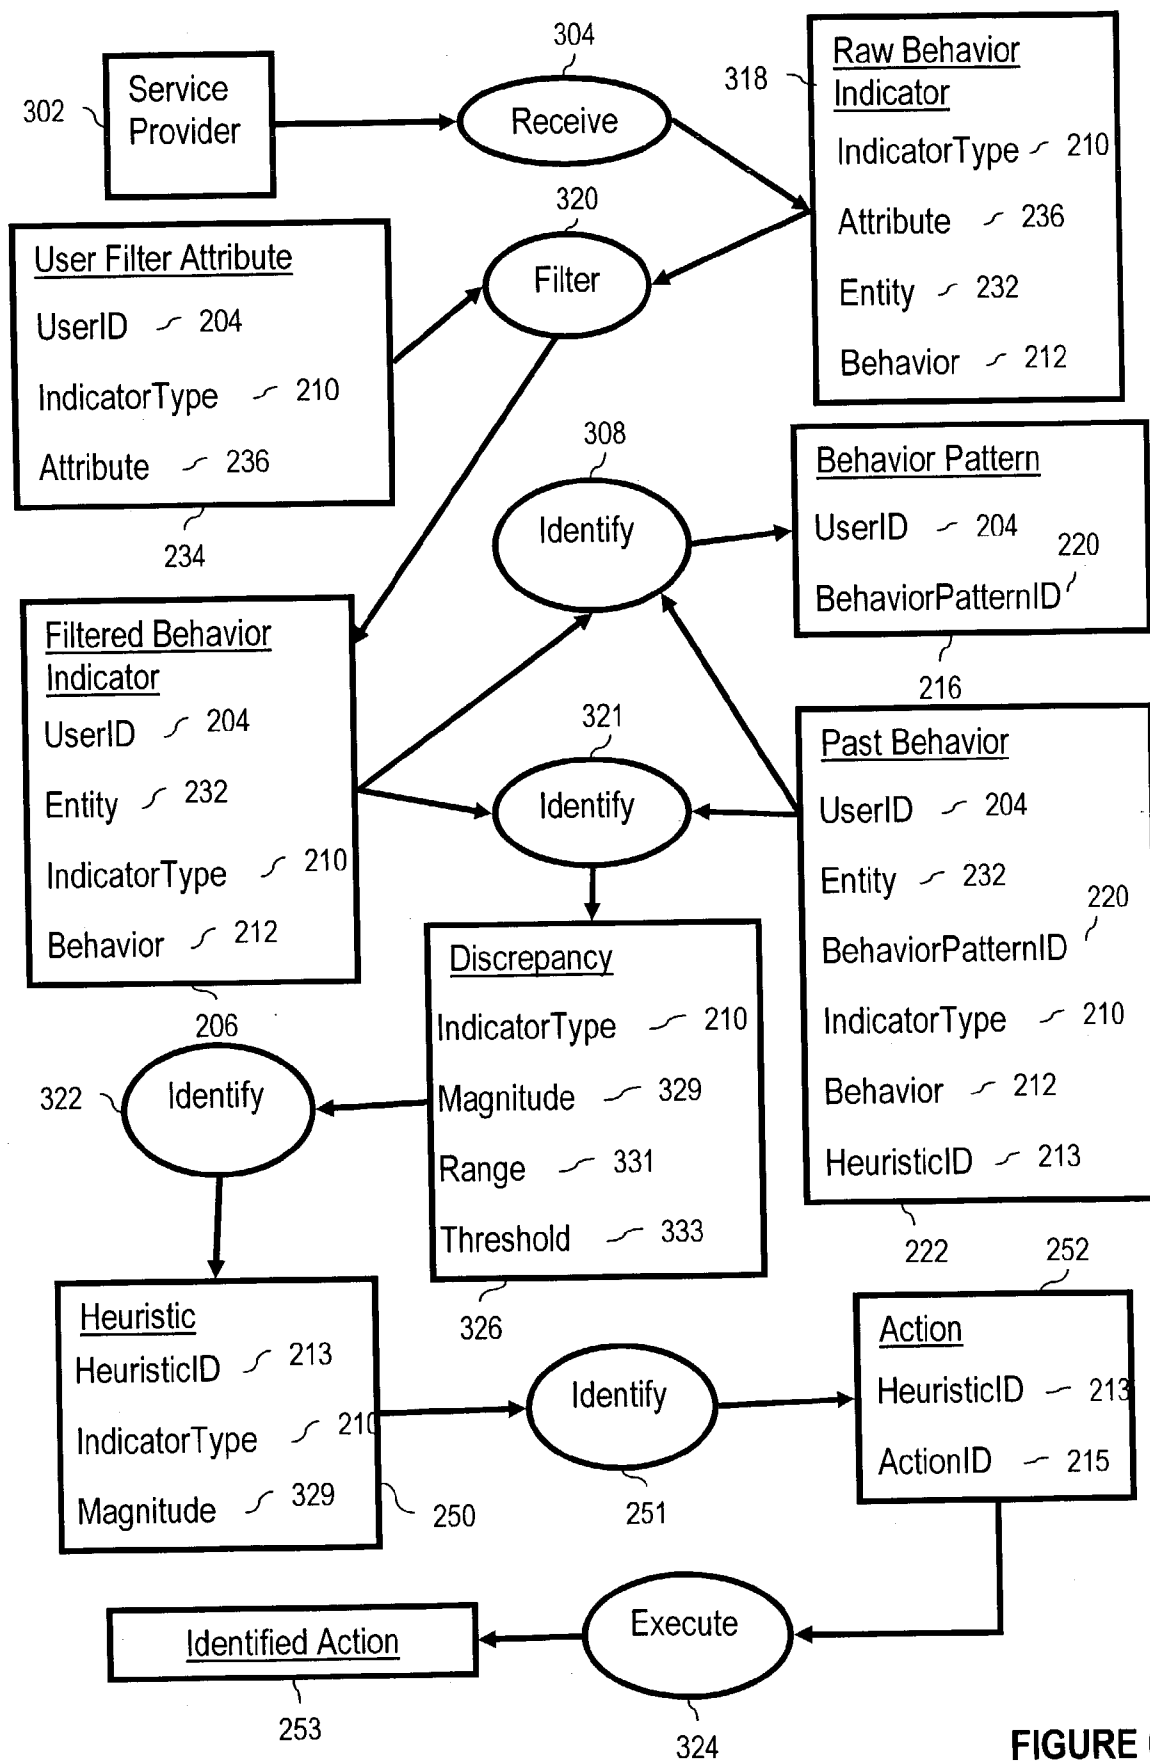 304
Raw Behavior
Indicator
318
Service
Provider
302
Receive
IndicatorType 210
Attribute 236
Entity 232
Behavior 212
320
Filter
User Filter Attribute
UserID 204
IndicatorType 210
Attribute 236
234
308
Identify
Behavior Pattern
UserID 204
220
BehaviorPatternID
216
Filtered Behavior
Indicator
UserID 204
Entity 232
IndicatorType 210
Behavior 212
206
321
Identify
Past Behavior
UserID 204
Entity 232
220
BehaviorPatternID
IndicatorType 210
Behavior 212
HeuristicID 213
222
Discrepancy
IndicatorType 210
Magnitude 329
Range 331
Threshold 333
326
322
Identify
Heuristic
HeuristicID 213
IndicatorType 210
Magnitude 329
250
Identify
251
252
Action
HeuristicID 213
ActionID 215
Execute
324
Identified Action
253
FIGURE